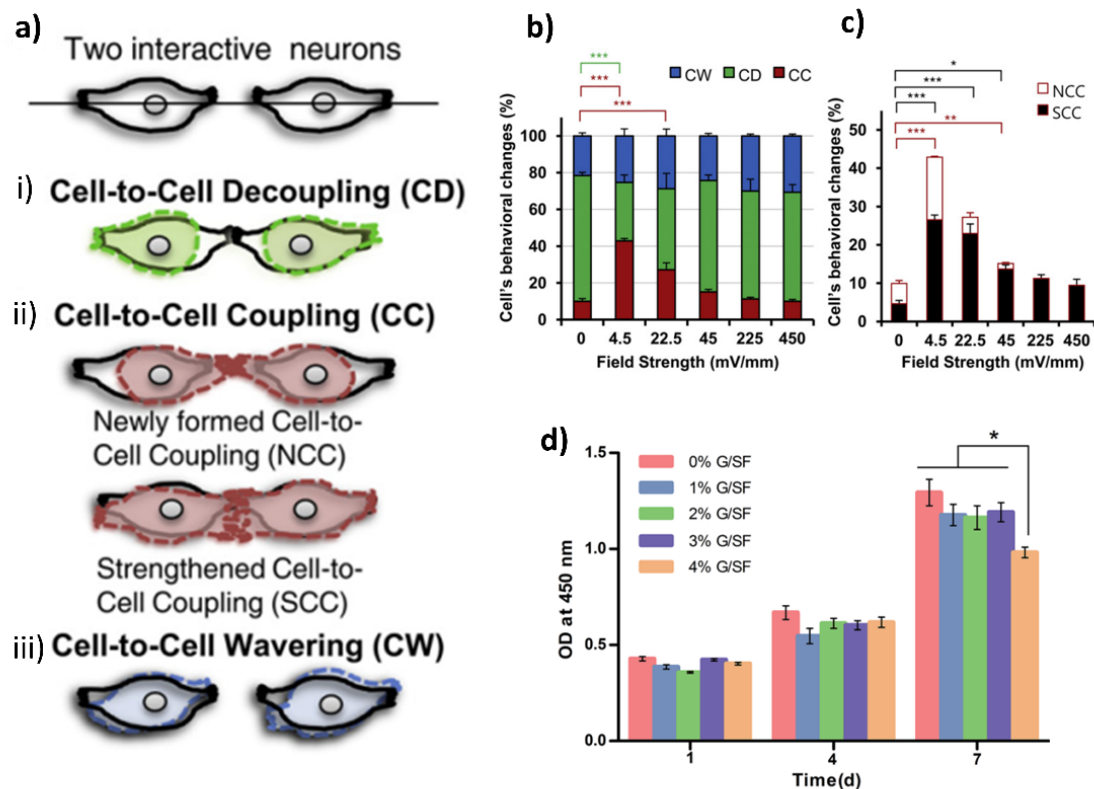 a)
Two interactive neurons
i)
Cell-to-Cell Decoupling (CD)
ii)
Cell-to-Cell Coupling (CC)
Newly formed Cell-to-
Cell Coupling (NCC)
Strengthened Cell-to-
Cell Coupling (SCC)
iii)
Cell-to-Cell Wavering (CW)
b)
***
***
***
CW CD CC
Cell's behavioral changes (%)
100
80
60
40
20
0
0 4.5 22.5 45 225 450
Field Strength (mV/mm)
c)
*
***
***
**
***
NCC
SCC
Cell's behavioral changes (%)
50
40
30
20
10
0
0 4.5 22.5 45 225 450
Field Strength (mV/mm)
d)
*
0% G/SF
1% G/SF
2% G/SF
3% G/SF
4% G/SF
OD at 450 nm
1.5
1.0
0.5
0.0
1 4 7
Time(d)